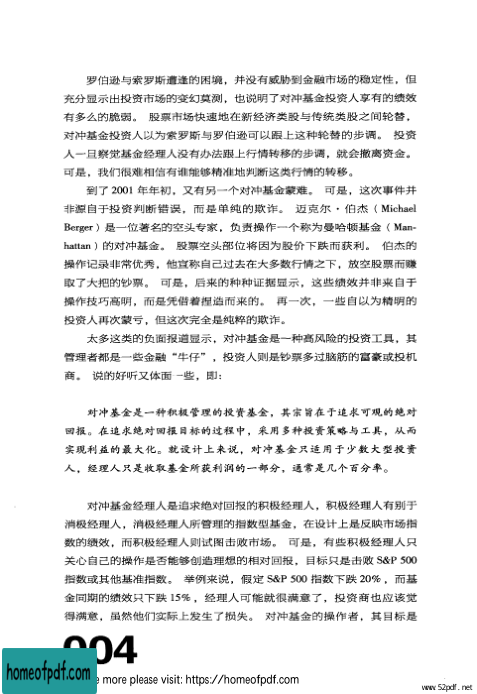 罗伯逊与索罗斯遭逢的困境，并没有威胁到金融市场的稳定性，但
充分显示出投资市场的变幻莫测，也说明了对冲基金投资人享有的绩效
有多么的脆弱。 股票市场快速地在新经济类股与传统类股之间轮替，
对冲基金投资人以为索罗斯与罗伯逊可以跟上这种轮替的步调。 投资
人一旦察觉基金经理人没有办法跟上行情转移的步调，就会撤离资金。
可是，我们很难相信有谁能够精准地判断这类行情的转移。
到了 2001 年年初，又有另一个对冲基金蒙难。 可是，这次事件并
非源自于投资判断错误，而是单纯的欺诈。 迈克尔·伯杰（Michael
Berger）是一位著名的空头专家，负责操作一个称为曼哈顿基金（Man-
hattan）的对冲基金。 股票空头部位将因为股价下跌而获利。 伯杰的
操作记录非常优秀，他宣称自己过去在大多数行情之下，放空股票而赚
取了大把的钞票。 可是，后来的种种证据显示，这些绩效并非来自于
操作技巧高明，而是凭借着捏造而来的。 再一次，一些自以为精明的
投资人再次蒙亏，但这次完全是纯粹的欺诈。
太多这类的负面报道显示，对冲基金是一种高风险的投资工具，其
管理者都是一些金融“牛仔”，投资人则是钞票多过脑筋的富豪或投机
商。 说的好听又体面一些，即：
对冲基金是一种积极管理的投资基金，其宗旨在于追求可观的绝对
回报。在追求绝对回报目标的过程中，采用多种投资策略与工具，从而
实现利益的最大化。就设计上来说，对冲基金只适用于少数大型投资
人，经理人只是收取基金所获利润的一部分，通常是几个百分率。
对冲基金经理人是追求绝对回报的积极经理人，积极经理人有别于
消极经理人，消极经理人所管理的指数型基金，在设计上是反映市场指
数的绩效，而积极经理人则试图击败市场。 可是，有些积极经理人只
关心自己的操作是否能够创造理想的相对回报，目标只是击败 S&P 500
指数或其他基准指数。 举例来说，假定 S&P 500 指数下跌 20%，而基
金同期的绩效只下跌 15%，经理人可能就很满意了，投资商也应该觉
得满意，虽然他们实际上发生了损失。 对冲基金的操作者，其目标是
004
homeofpdf.com
e more please visit: https://homeofpdf.com
www.52pdf.net